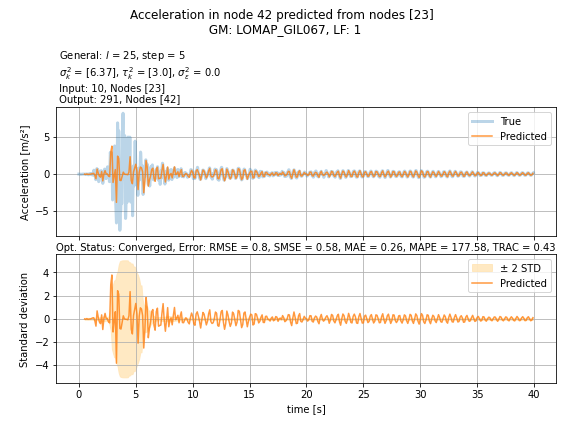 Acceleration in node 42 predicted from nodes [23]
GM: LOMAP_GIL067, LF: 1
General: l = 25, step = 5
σ²ₖ = [6.37], τ²ₖ = [3.0], σ²ε = 0.0
Input: 10, Nodes [23]
Output: 291, Nodes [42]
Acceleration [m/s²]
5
0
−5
True
Predicted
Opt. Status: Converged, Error: RMSE = 0.8, SMSE = 0.58, MAE = 0.26, MAPE = 177.58, TRAC = 0.43
Standard deviation
4
2
0
−2
−4
± 2 STD
Predicted
0 5 10 15 20 25 30 35 40
time [s]